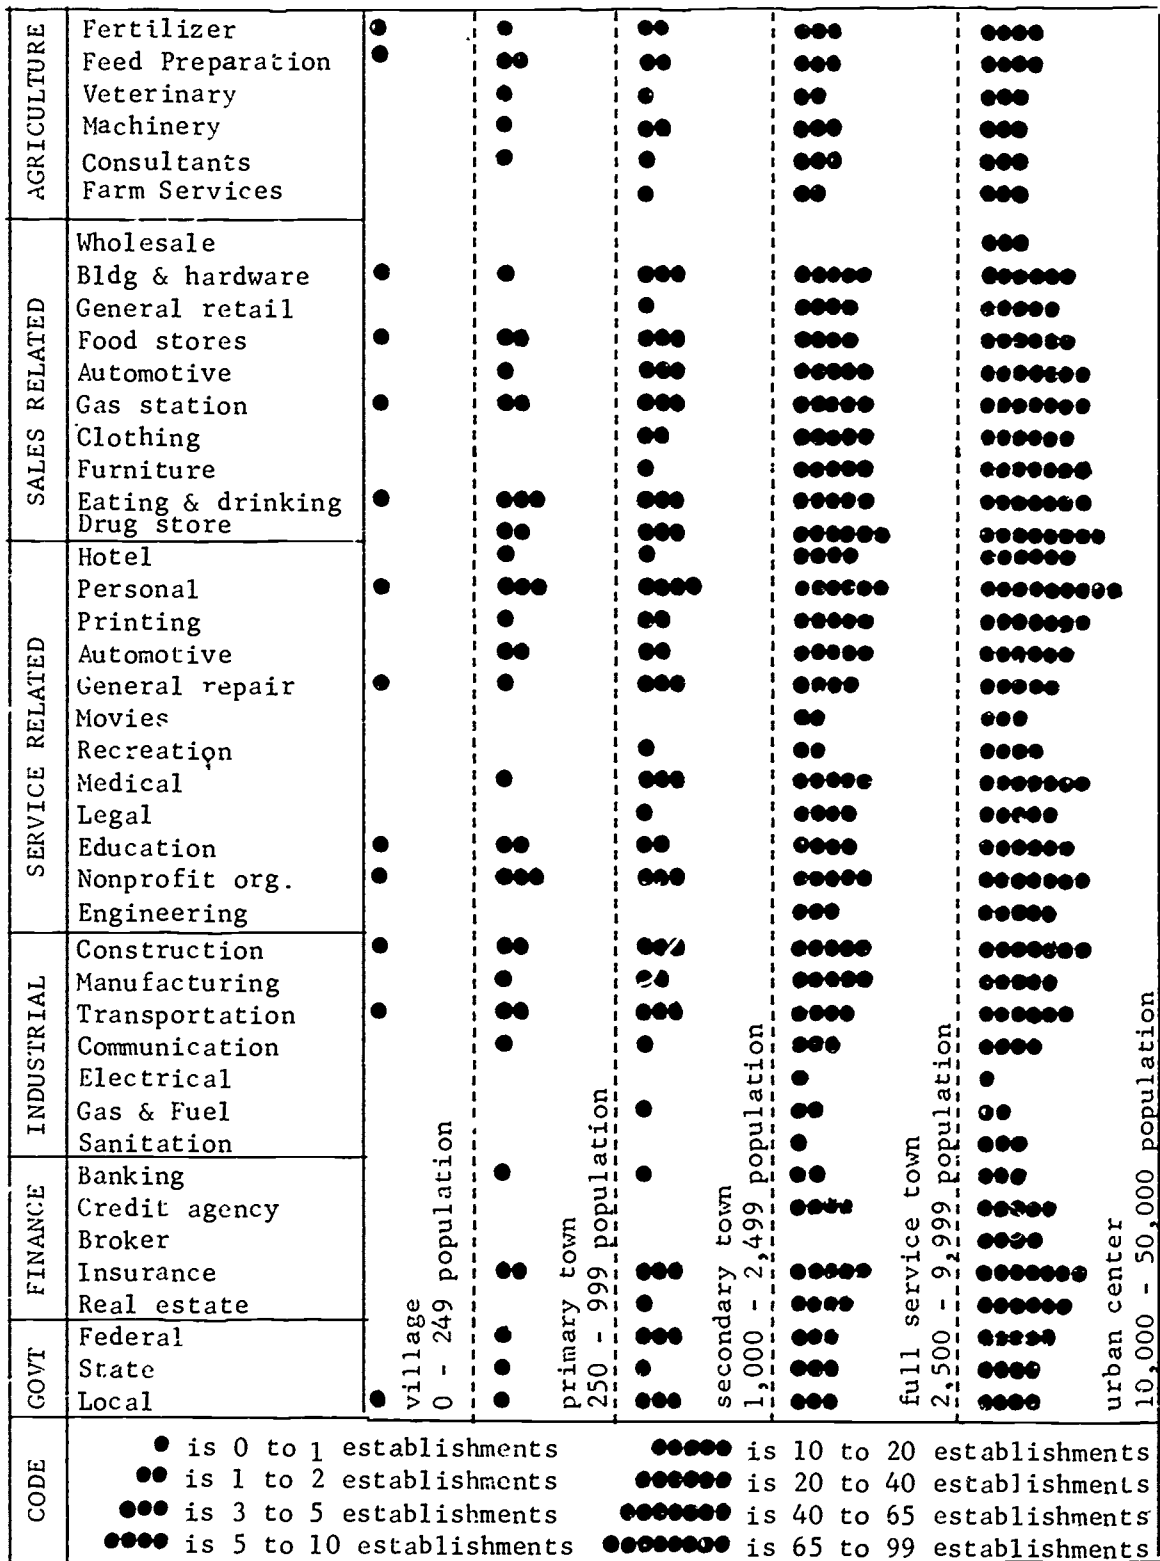 AGRICULTURE
Fertilizer
Feed Preparation
Veterinary
Machinery
Consultants
Farm Services
SALES RELATED
Wholesale
Bldg & hardware
General retail
Food stores
Automotive
Gas station
Clothing
Furniture
Eating & drinking
Drug store
SERVICE RELATED
Hotel
Personal
Printing
Automotive
General repair
Movies
Recreation
Medical
Legal
Education
Nonprofit org.
Engineering
INDUSTRIAL
Construction
Manufacturing
Transportation
Communication
Electrical
Gas & Fuel
Sanitation
FINANCE
Banking
Credit agency
Broker
Insurance
Real estate
GOVT
Federal
State
Local
village
0 - 249 population
primary town
250 - 999 population
secondary town
1,000 - 2,499 population
full service town
2,500 - 9,999 population
urban center
10,000 - 50,000 population
CODE
is 0 to 1 establishments
is 1 to 2 establishments
is 3 to 5 establishments
is 5 to 10 establishments
is 10 to 20 establishments
is 20 to 40 establishments
is 40 to 65 establishments
is 65 to 99 establishments